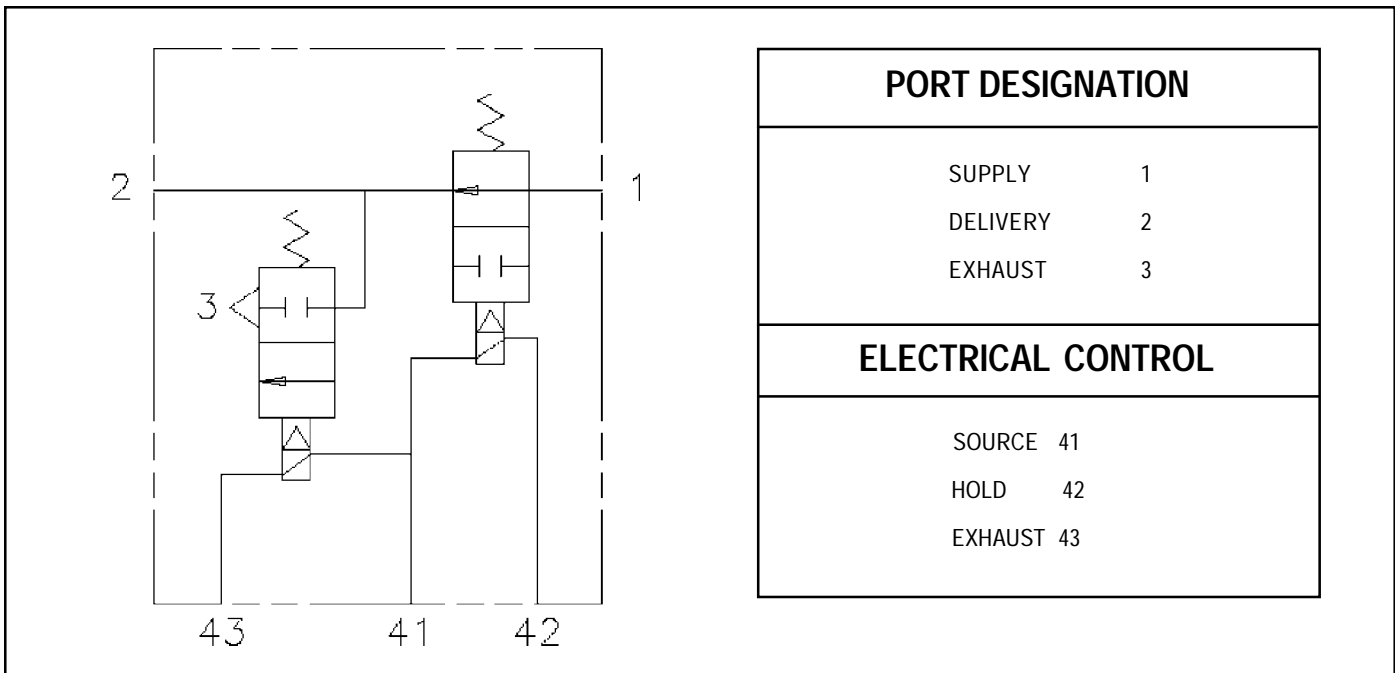 2
1
3
43
41
42
PORT DESIGNATION
SUPPLY 1
DELIVERY 2
EXHAUST 3
ELECTRICAL CONTROL
SOURCE 41
HOLD 42
EXHAUST 43